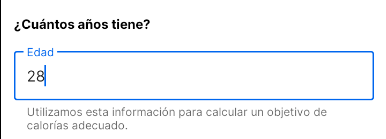 ¿Cuántos años tiene?
Edad
28
Utilizamos esta información para calcular un objetivo de
calorías adecuado.